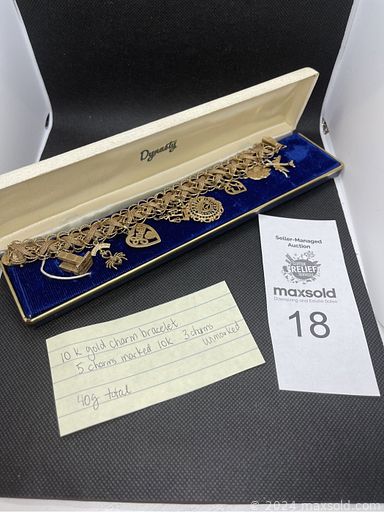 Dynasty
Seller-Managed
Auction
RELIEF
maxsold
Downsizing and Estate Sales
18
10 k gold charm bracelet
5 charms marked 10k 3 charms
unmarked
40g total
© 2024 maxsold.com